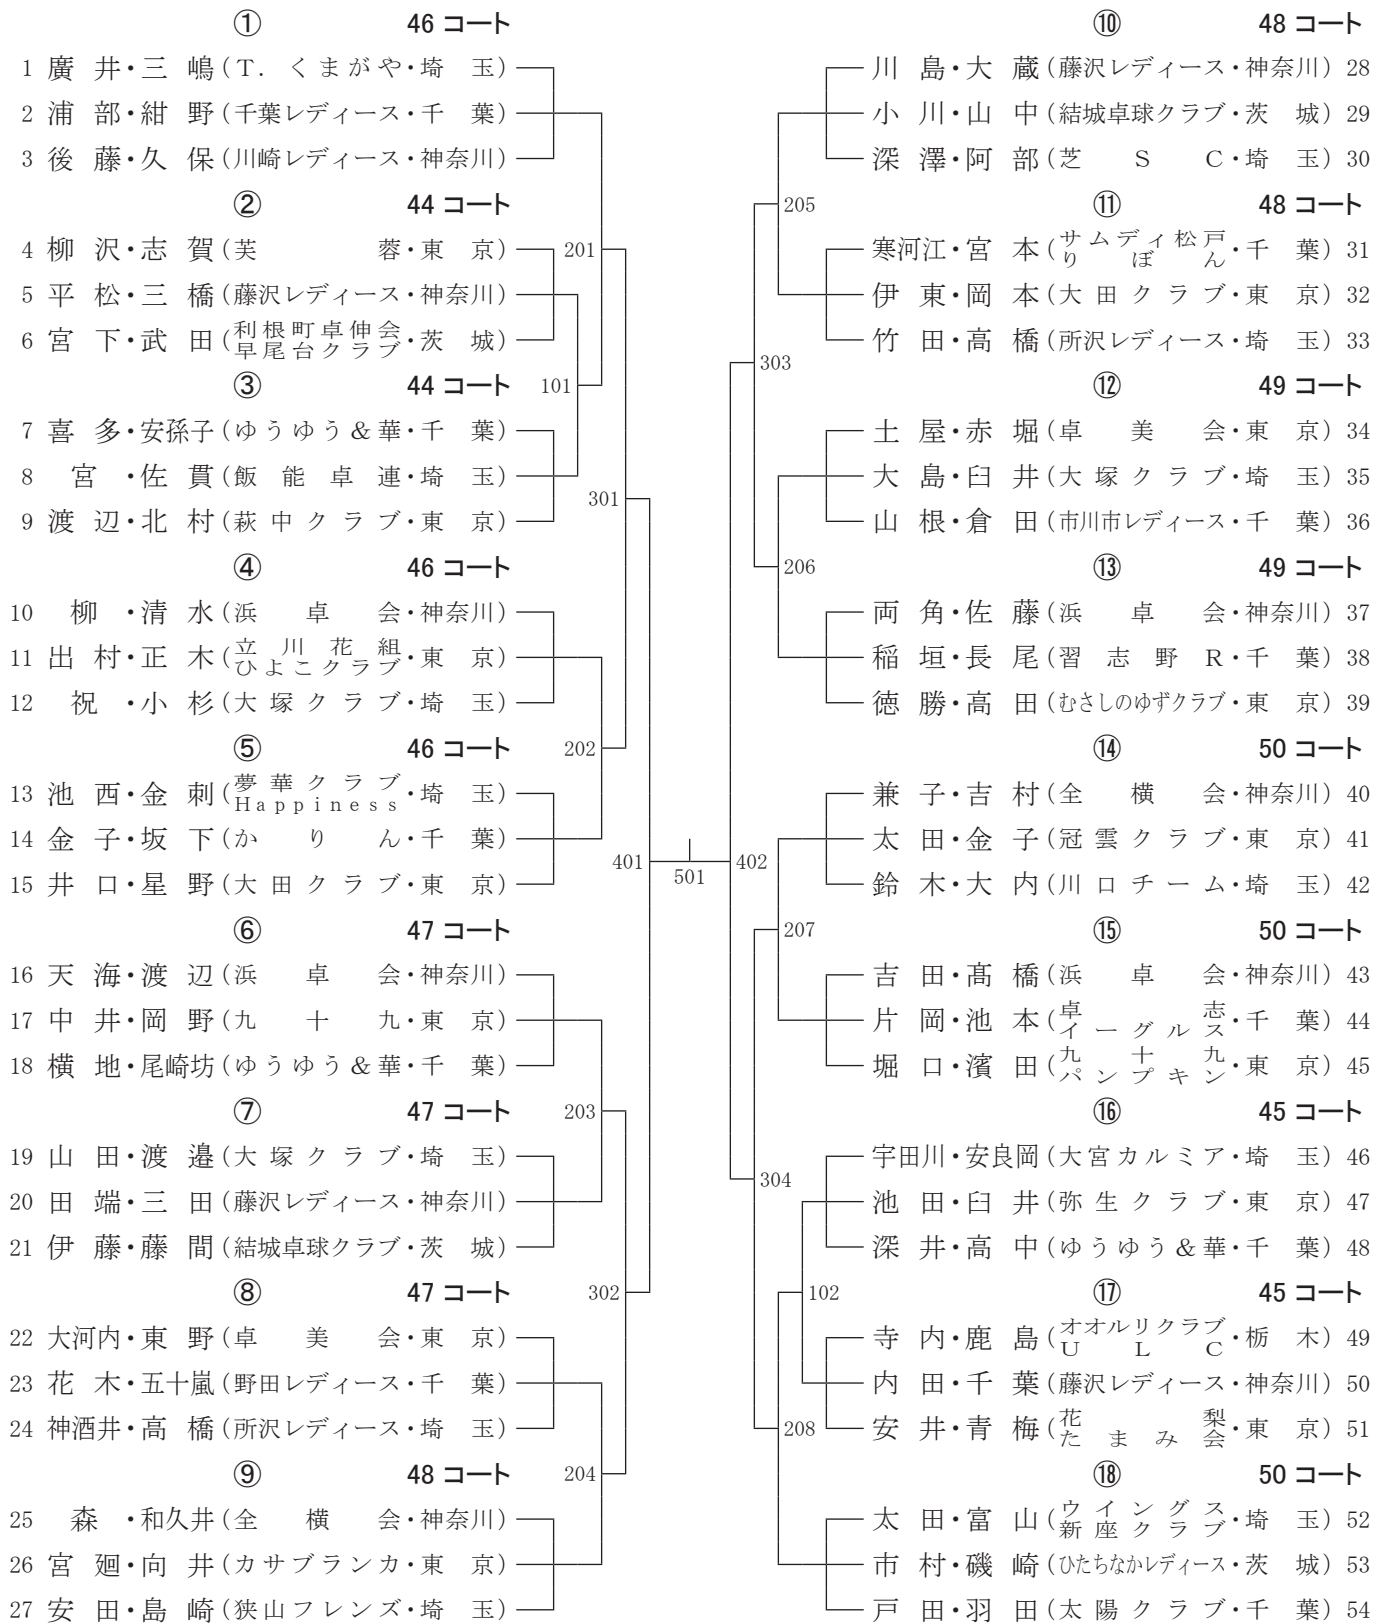 ① 46 コート
1 廣井・三嶋(T.くまがや・埼玉)
2 浦部・紺野(千葉レディース・千葉)
3 後藤・久保(川崎レディース・神奈川)
② 44 コート
4 柳沢・志賀(芙蓉・東京)
5 平松・三橋(藤沢レディース・神奈川)
6 宮下・武田(利根町卓伸会 早尾台クラブ・茨城)
③ 44 コート
7 喜多・安孫子(ゆうゆう&華・千葉)
8 宮・佐貫(飯能卓連・埼玉)
9 渡辺・北村(萩中クラブ・東京)
④ 46 コート
10 柳・清水(浜卓会・神奈川)
11 出村・正木(立川花組 ひよこクラブ・東京)
12 祝・小杉(大塚クラブ・埼玉)
⑤ 46 コート
13 池西・金刺(夢華クラブ Happiness・埼玉)
14 金子・坂下(かりん・千葉)
15 井口・星野(大田クラブ・東京)
⑥ 47 コート
16 天海・渡辺(浜卓会・神奈川)
17 中井・岡野(九十九・東京)
18 横地・尾崎坊(ゆうゆう&華・千葉)
⑦ 47 コート
19 山田・渡邉(大塚クラブ・埼玉)
20 田端・三田(藤沢レディース・神奈川)
21 伊藤・藤間(結城卓球クラブ・茨城)
⑧ 47 コート
22 大河内・東野(卓美会・東京)
23 花木・五十嵐(野田レディース・千葉)
24 神酒井・高橋(所沢レディース・埼玉)
⑨ 48 コート
25 森・和久井(全横会・神奈川)
26 宮廻・向井(カサブランカ・東京)
27 安田・島崎(狭山フレンズ・埼玉)
201
101
301
202
401
203
302
204
501
402
205
303
206
207
304
102
208
⑩ 48 コート
川島・大蔵(藤沢レディース・神奈川) 28
小川・山中(結城卓球クラブ・茨城) 29
深澤・阿部(芝SC・埼玉) 30
⑪ 48 コート
寒河江・宮本(サムディ松戸 りぼん・千葉) 31
伊東・岡本(大田クラブ・東京) 32
竹田・高橋(所沢レディース・埼玉) 33
⑫ 49 コート
土屋・赤堀(卓美会・東京) 34
大島・臼井(大塚クラブ・埼玉) 35
山根・倉田(市川市レディース・千葉) 36
⑬ 49 コート
両角・佐藤(浜卓会・神奈川) 37
稲垣・長尾(習志野R・千葉) 38
徳勝・高田(むさしのゆずクラブ・東京) 39
⑭ 50 コート
兼子・吉村(全横会・神奈川) 40
太田・金子(冠雲クラブ・東京) 41
鈴木・大内(川口チーム・埼玉) 42
⑮ 50 コート
吉田・髙橋(浜卓会・神奈川) 43
片岡・池本(卓志 イーグルス・千葉) 44
堀口・濱田(九十九 パンプキン・東京) 45
⑯ 45 コート
宇田川・安良岡(大宮カルミア・埼玉) 46
池田・臼井(弥生クラブ・東京) 47
深井・高中(ゆうゆう&華・千葉) 48
⑰ 45 コート
寺内・鹿島(オオルリクラブ ULC・栃木) 49
内田・千葉(藤沢レディース・神奈川) 50
安井・青梅(花梨 たまみ会・東京) 51
⑱ 50 コート
太田・富山(ウイングス 新座クラブ・埼玉) 52
市村・磯崎(ひたちなかレディース・茨城) 53
戸田・羽田(太陽クラブ・千葉) 54